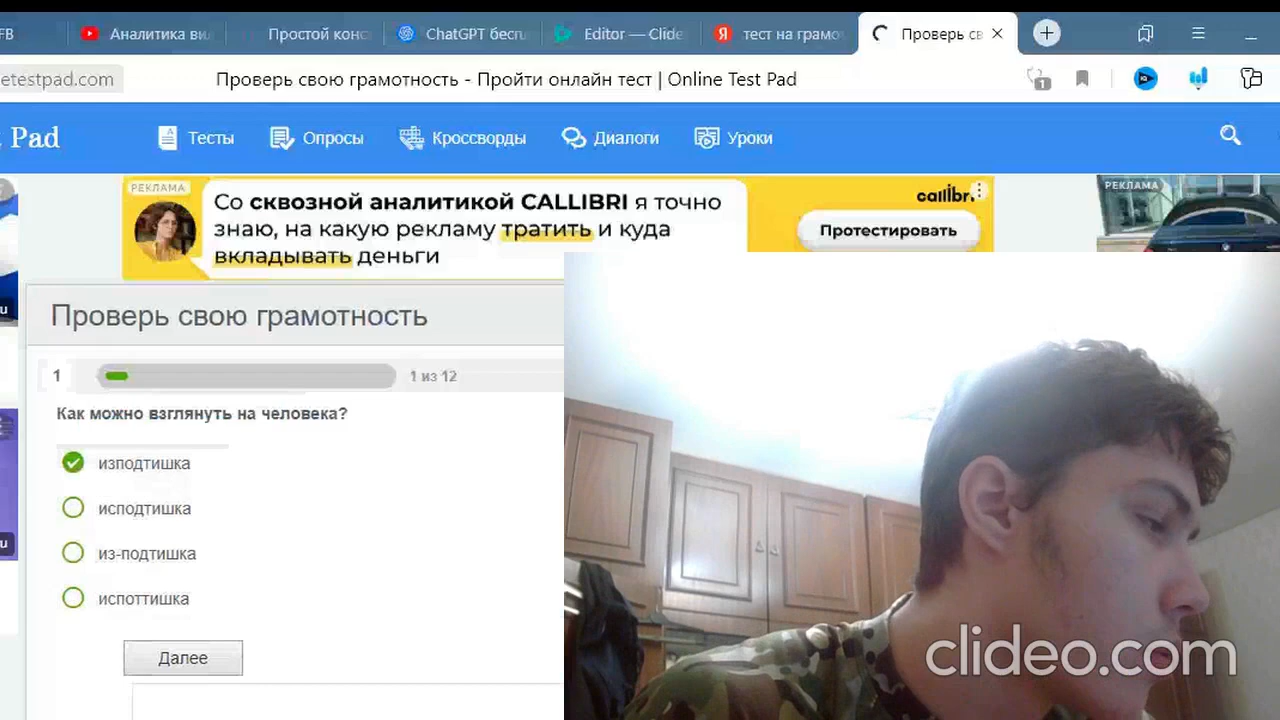 FB
Аналитика ви
Простой конс
ChatGPT беспл
Editor — Clide
тест на грамо
Проверь св
etestpad.com
Проверь свою грамотность - Пройти онлайн тест | Online Test Pad
1
Pad
Тесты
Опросы
Кроссворды
Диалоги
Уроки
РЕКЛАМА
Со сквозной аналитикой CALLIBRI я точно
знаю, на какую рекламу тратить и куда
вкладывать деньги
callibri
Протестировать
РЕКЛАМА
Проверь свою грамотность
1
1 из 12
Как можно взглянуть на человека?
изподтишка
исподтишка
из-подтишка
испоттишка
Далее
clideo.com